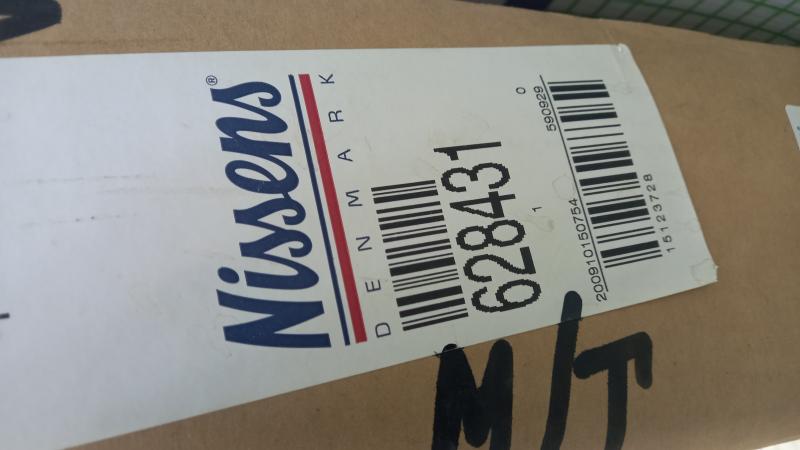 Nissens®
DENMARK
628431
1 0
200910150754 590929
15123728
M/T